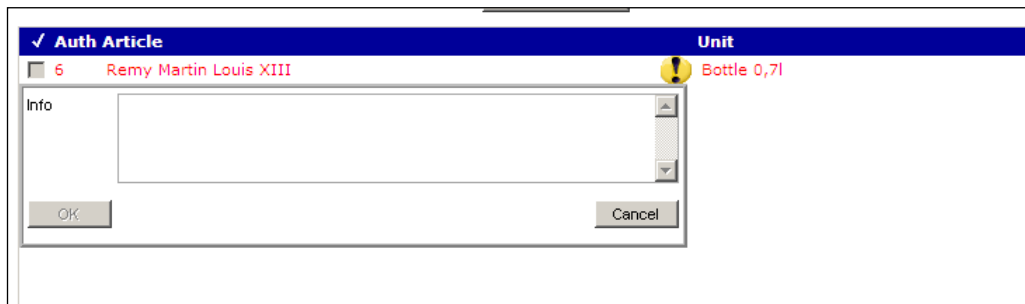 ✓ Auth Article Unit
6 Remy Martin Louis XIII Bottle 0,7l
Info
OK Cancel